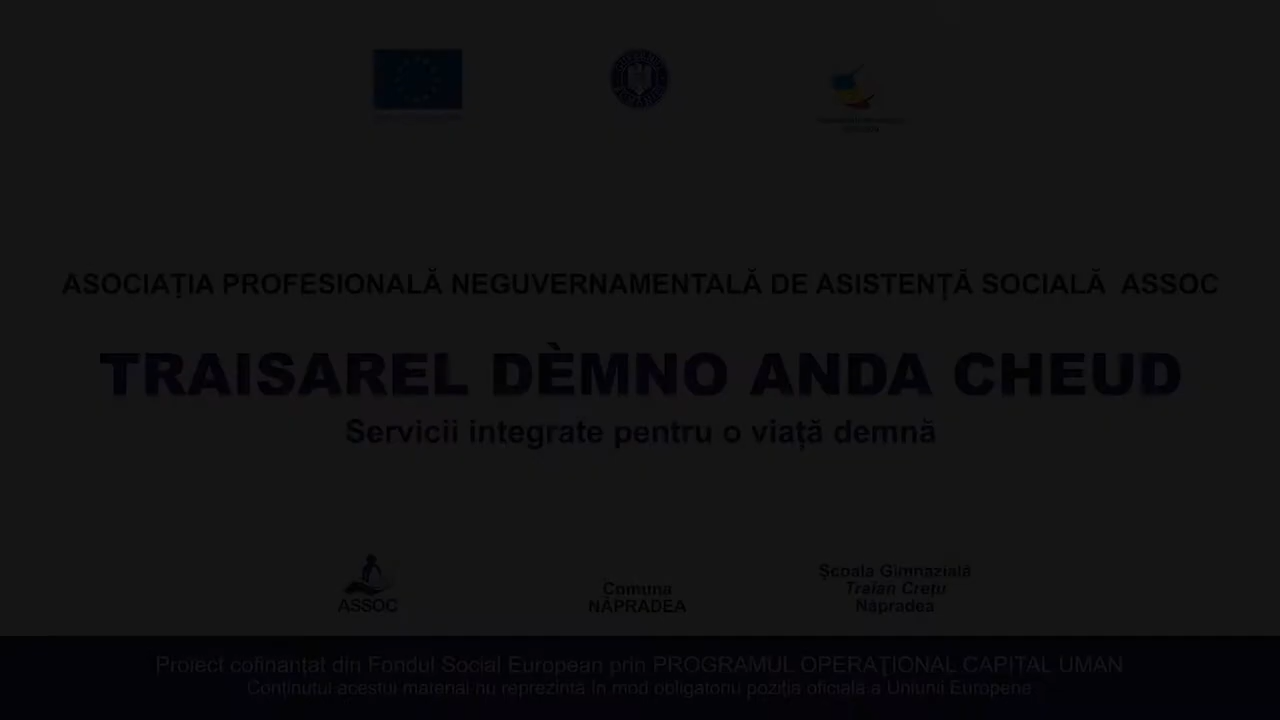 ASOCIAȚIA PROFESIONALĂ NEGUVERNAMENTALĂ DE ASISTENȚĂ SOCIALĂ ASSOC
TRAISAREL DÈMNO ANDA CHEUD
Servicii integrate pentru o viață demnă
ASSOC
Comuna
NĂPRADEA
Școala Gimnazială
Traian Crețu
Năpradea
Proiect cofinanțat din Fondul Social European prin PROGRAMUL OPERAȚIONAL CAPITAL UMAN
Conținutul acestui material nu reprezintă în mod obligatoriu poziția oficială a Uniunii Europene